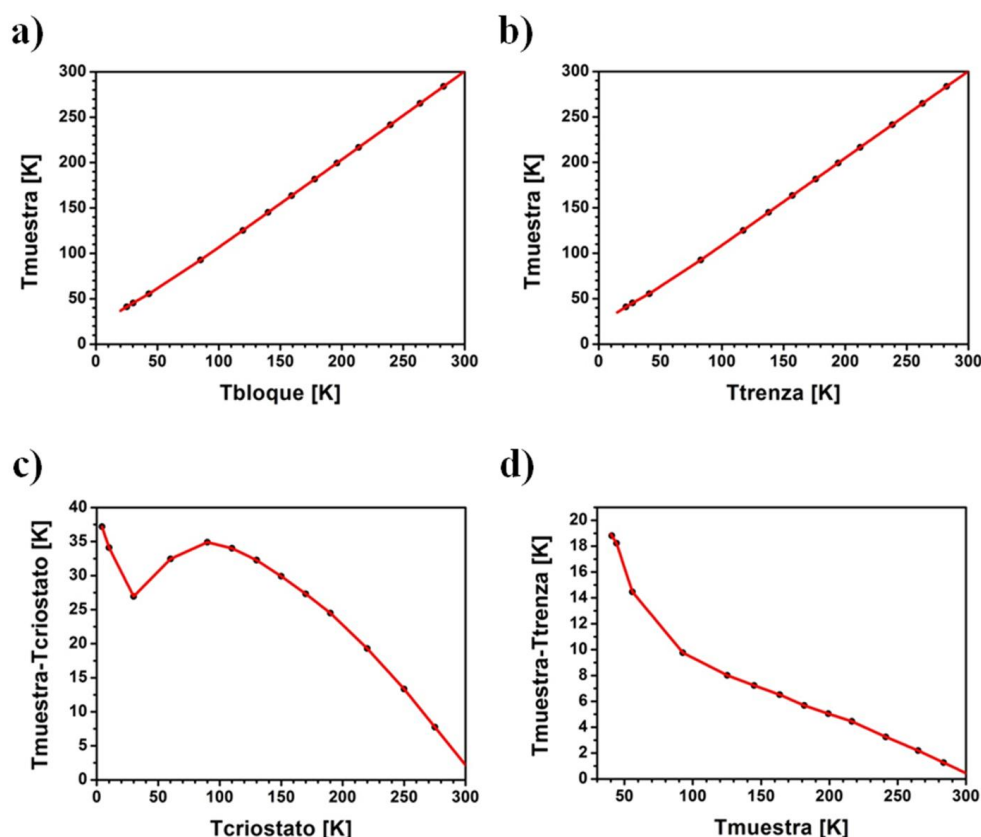 a)
300
250
200
150
100
50
0
Tmuestra [K]
0 50 100 150 200 250 300
Tbloque [K]
b)
300
250
200
150
100
50
0
Tmuestra [K]
0 50 100 150 200 250 300
Ttrenza [K]
c)
40
35
30
25
20
15
10
5
0
Tmuestra-Tcriostato [K]
0 50 100 150 200 250 300
Tcriostato [K]
d)
20
18
16
14
12
10
8
6
4
2
0
Tmuestra-Ttrenza [K]
50 100 150 200 250 300
Tmuestra [K]